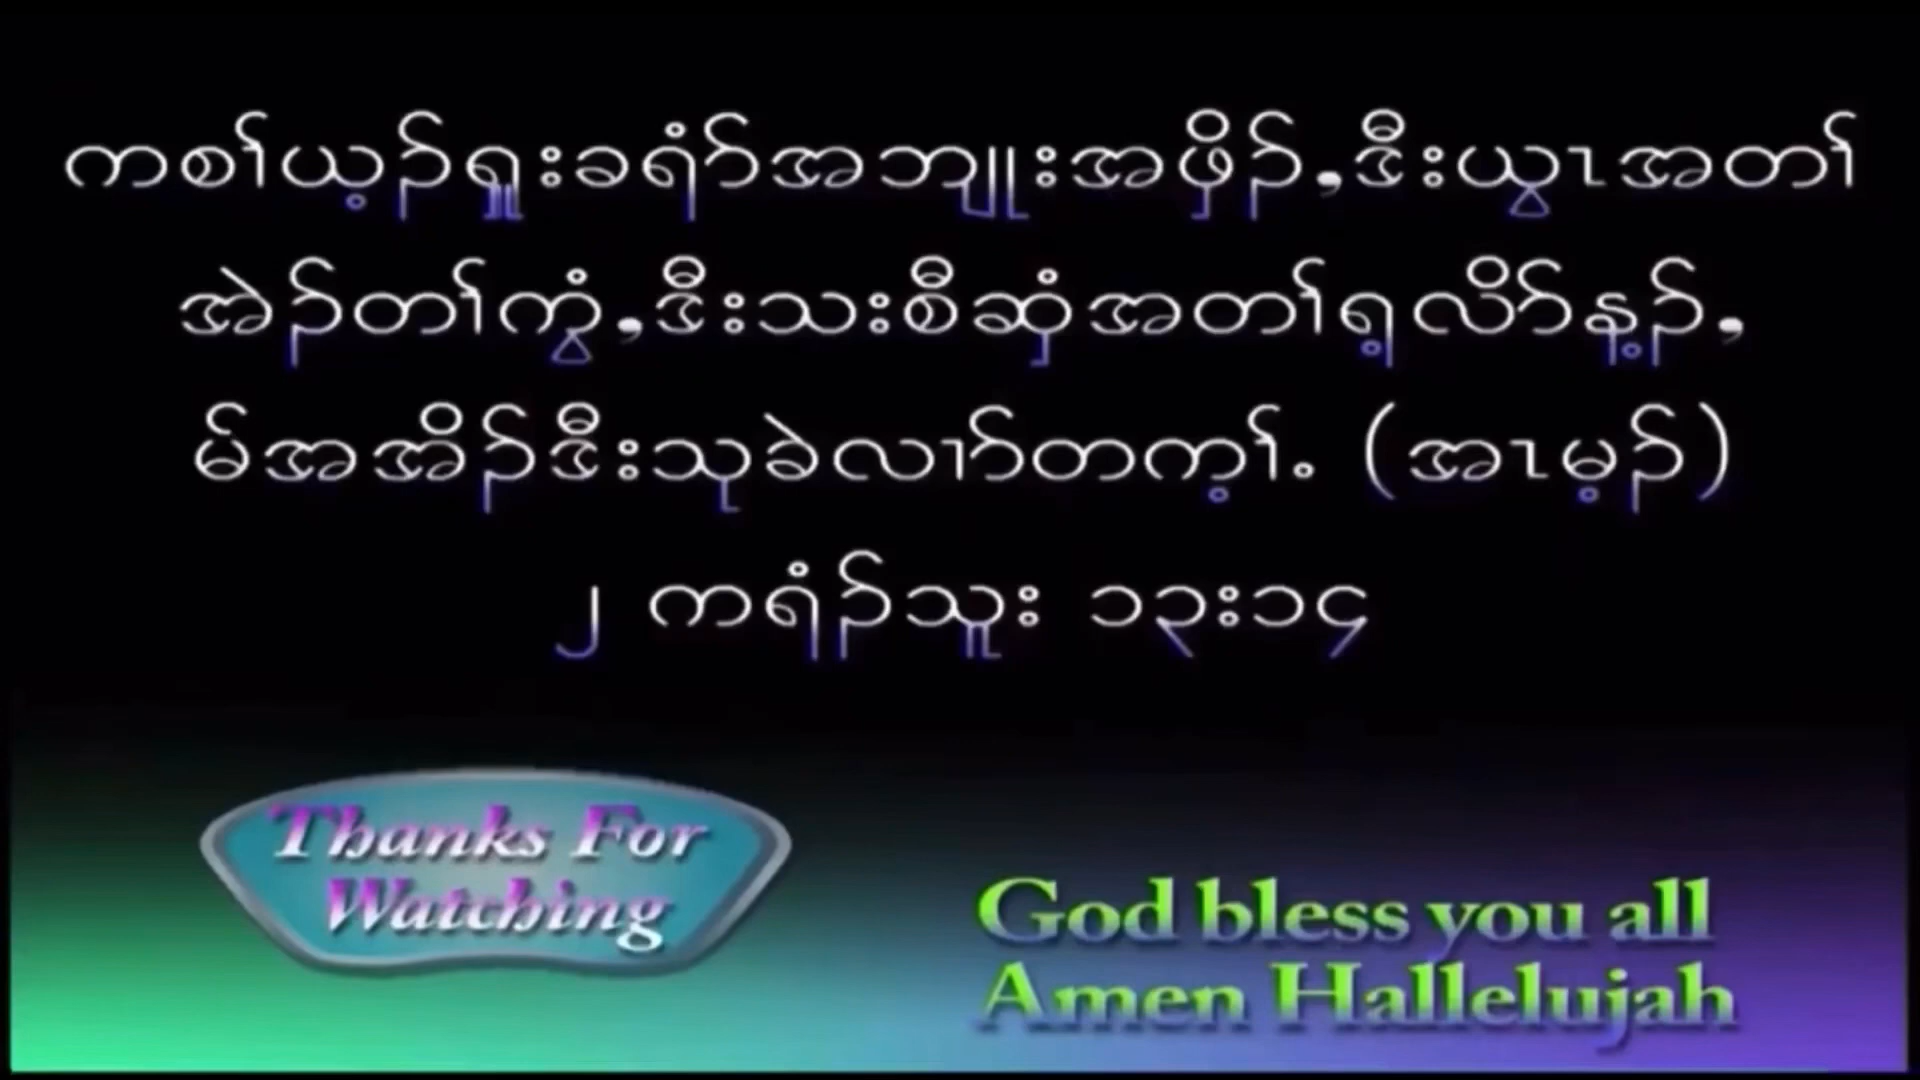 ကစၢ်ယ့ၣ်ရှူးခရံာ်အဘျုးအဖှိၣ်,ဒီးယွၤအတၢ်
အဲၣ်တၢ်ကွံ,ဒီးသးစီဆှံအတၢ်ရ့လိာ်န့ၣ်,
မ်အအိၣ်ဒီးသုခဲလၢာ်တက့ၢ်. (အၤမ့ၣ်)
၂ ကရံၣ်သူး ၁၃း၁၄
Thanks For
Watching
God bless you all
Amen Hallelujah